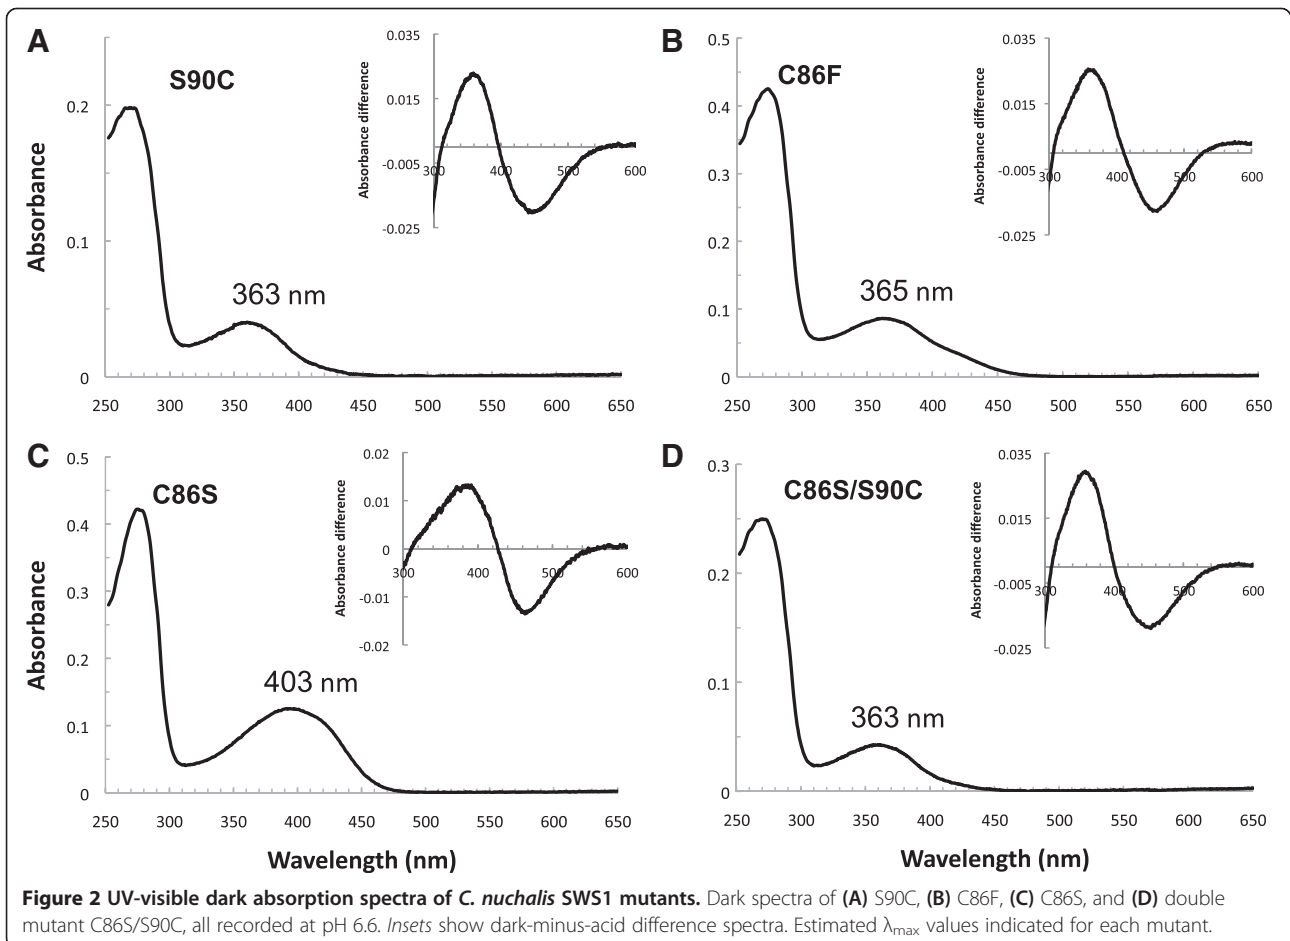 A
S90C
Absorbance
0.2
0.1
0
363 nm
250 300 350 400 450 500 550 600 650
Absorbance difference
0.035
0.015
-0.005
-0.025
300 400 500 600
B
C86F
0.5
0.4
0.3
0.2
0.1
0
365 nm
250 300 350 400 450 500 550 600 650
Absorbance difference
0.035
0.015
-0.005
-0.025
300 400 500 600
C
C86S
Absorbance
0.5
0.4
0.3
0.2
0.1
0
403 nm
250 300 350 400 450 500 550 600 650
Wavelength (nm)
Absorbance difference
0.02
0.01
0
-0.01
-0.02
300 400 500 600
D
C86S/S90C
0.3
0.2
0.1
0
363 nm
250 300 350 400 450 500 550 600 650
Wavelength (nm)
Absorbance difference
0.035
0.015
-0.005
-0.025
300 400 500 600
Figure 2 UV-visible dark absorption spectra of C. nuchalis SWS1 mutants. Dark spectra of (A) S90C, (B) C86F, (C) C86S, and (D) double
mutant C86S/S90C, all recorded at pH 6.6. Insets show dark-minus-acid difference spectra. Estimated λmax values indicated for each mutant.